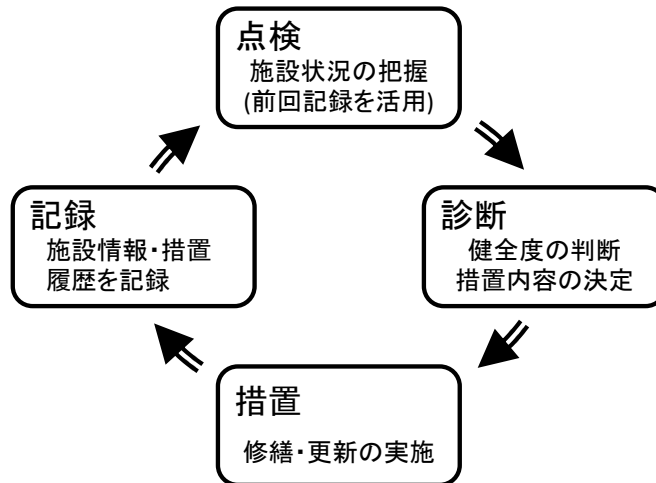 点検
施設状況の把握
(前回記録を活用)
診断
健全度の判断
措置内容の決定
措置
修繕・更新の実施
記録
施設情報・措置
履歴を記録